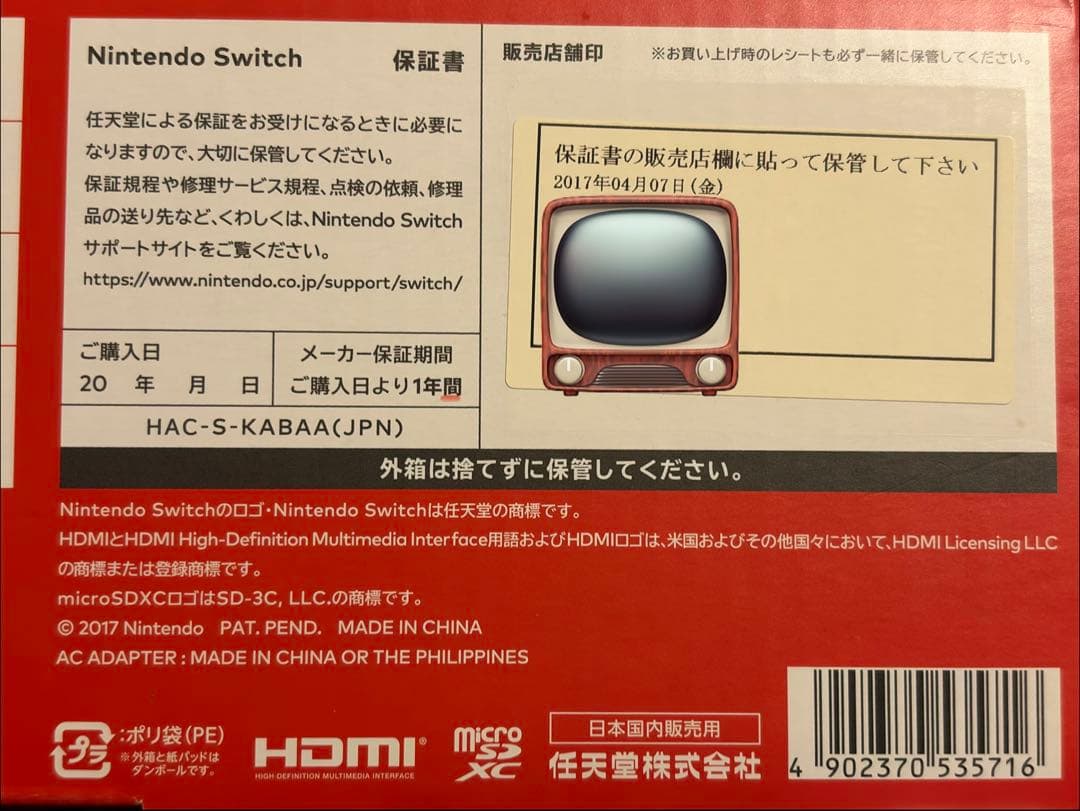 Nintendo Switch 保証書
任天堂による保証をお受けになるときに必要に
なりますので、大切に保管してください。
保証規程や修理サービス規程、点検の依頼、修理
品の送り先など、くわしくは、Nintendo Switch
サポートサイトをご覧ください。
https://www.nintendo.co.jp/support/switch/
ご購入日
20 年 月 日
メーカー保証期間
ご購入日より1年間
HAC-S-KABAA(JPN)
販売店舗印 ※お買い上げ時のレシートも必ず一緒に保管してください。
保証書の販売店欄に貼って保管して下さい
2017年04月07日(金)
外箱は捨てずに保管してください。
Nintendo Switchのロゴ・Nintendo Switchは任天堂の商標です。
HDMIとHDMI High-Definition Multimedia Interface用語およびHDMIロゴは、米国およびその他国々において、HDMI Licensing LLC
の商標または登録商標です。
microSDXCロゴはSD-3C, LLC.の商標です。
© 2017 Nintendo PAT. PEND. MADE IN CHINA
AC ADAPTER : MADE IN CHINA OR THE PHILIPPINES
プラ
:ポリ袋(PE)
※外箱と紙パッドは
ダンボールです。
HDMI®
HIGH-DEFINITION MULTIMEDIA INTERFACE
micro
SD
XC
日本国内販売用
任天堂株式会社
4 902370 535716